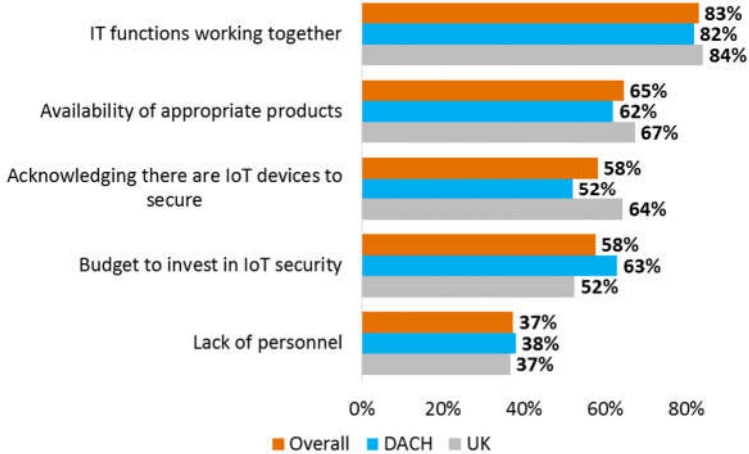 IT functions working together
83%
82%
84%
Availability of appropriate products
65%
62%
67%
Acknowledging there are IoT devices to
secure
58%
52%
64%
Budget to invest in IoT security
58%
63%
52%
Lack of personnel
37%
38%
37%
0% 20% 40% 60% 80%
Overall DACH UK